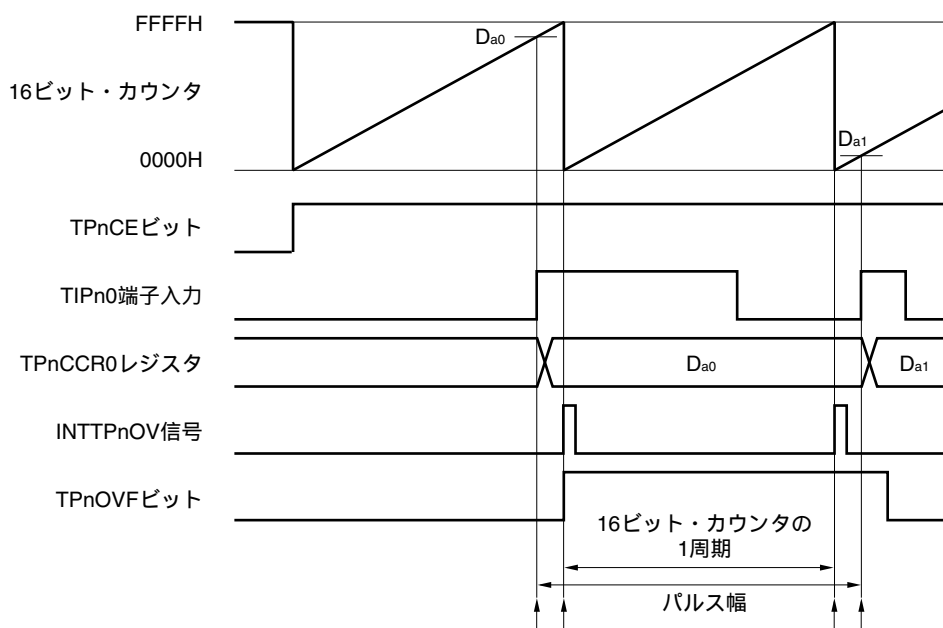 FFFFH
Da0
16ビット・カウンタ
Da1
0000H
TPnCEビット
TIPn0端子入力
TPnCCR0レジスタ
Da0
Da1
INTTPnOV信号
TPnOVFビット
16ビット・カウンタの
1周期
パルス幅